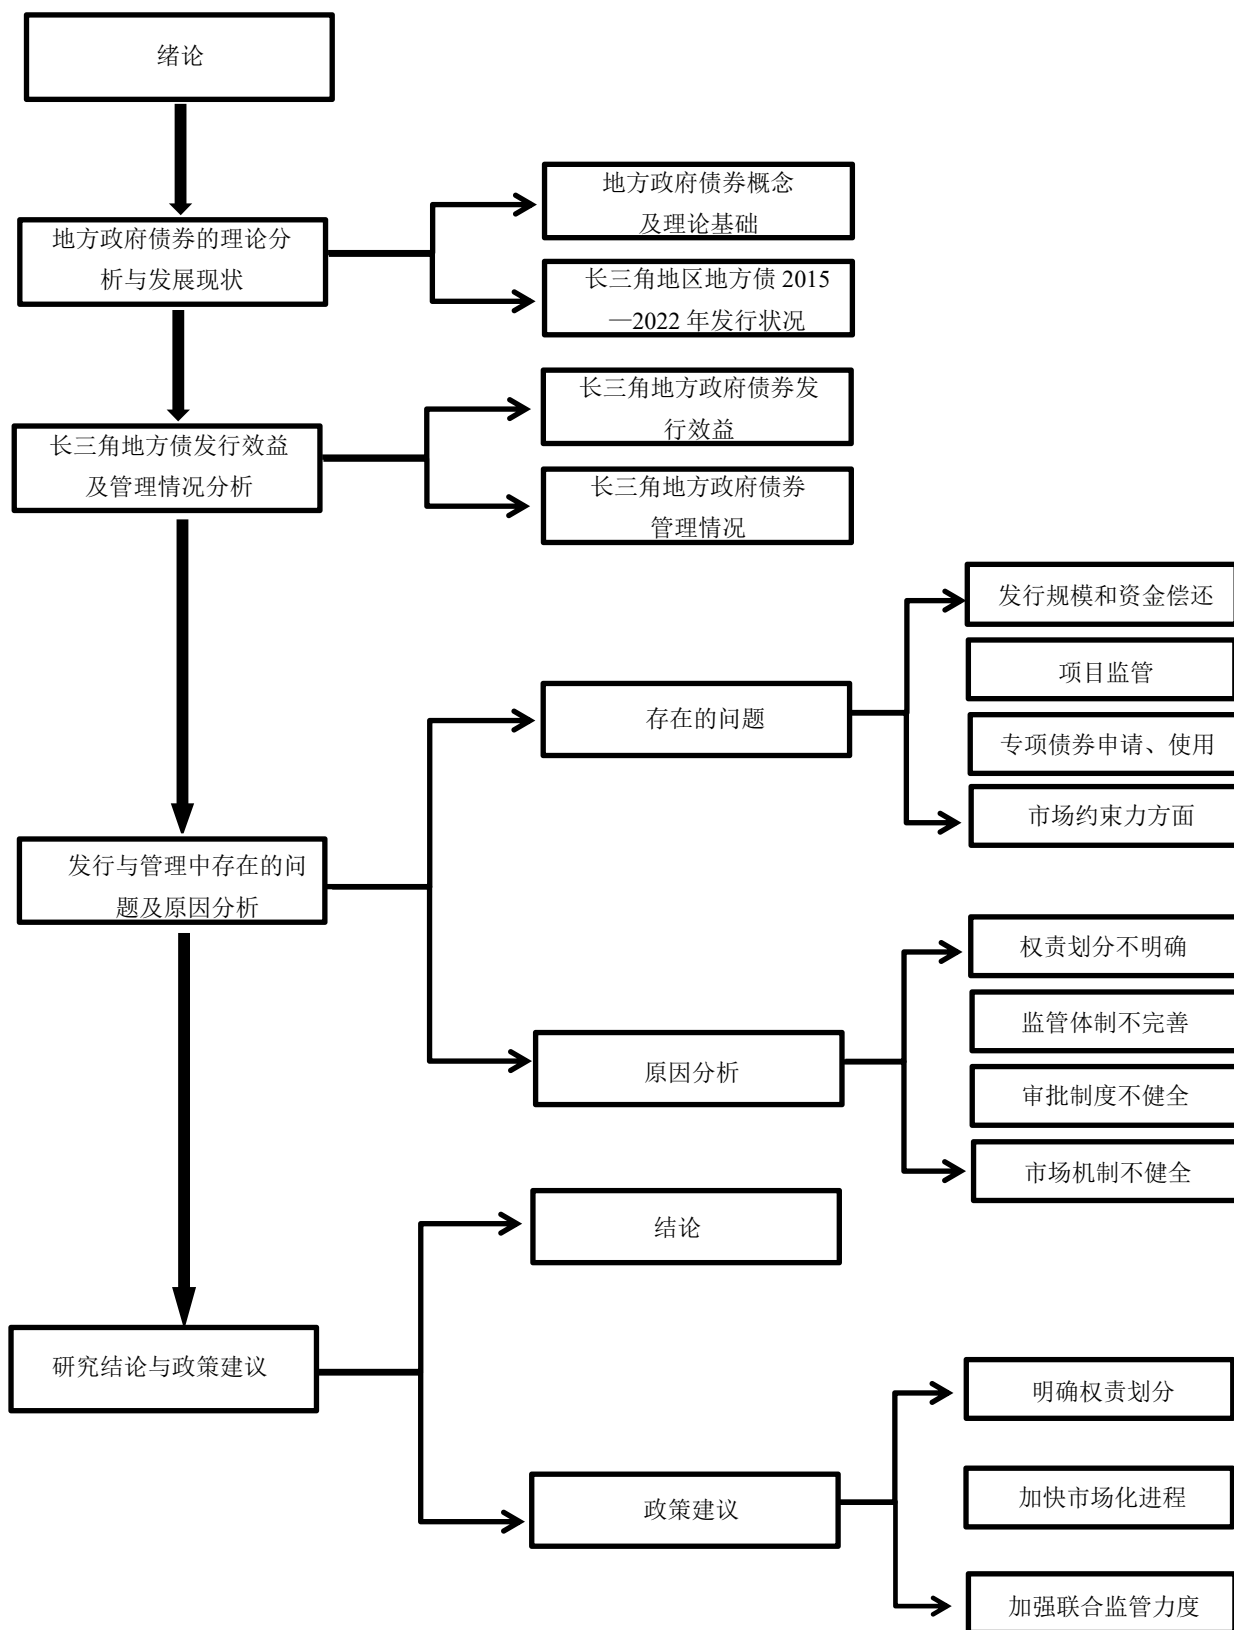 绪论
地方政府债券概念
及理论基础
地方政府债券的理论分
析与发展现状
长三角地区地方债 2015
—2022 年发行状况
长三角地方政府债券发
行效益
长三角地方债发行效益
及管理情况分析
长三角地方政府债券
管理情况
发行规模和资金偿还
项目监管
存在的问题
专项债券申请、使用
市场约束力方面
发行与管理中存在的问
题及原因分析
权责划分不明确
监管体制不完善
原因分析
审批制度不健全
市场机制不健全
结论
研究结论与政策建议
明确权责划分
加快市场化进程
政策建议
加强联合监管力度